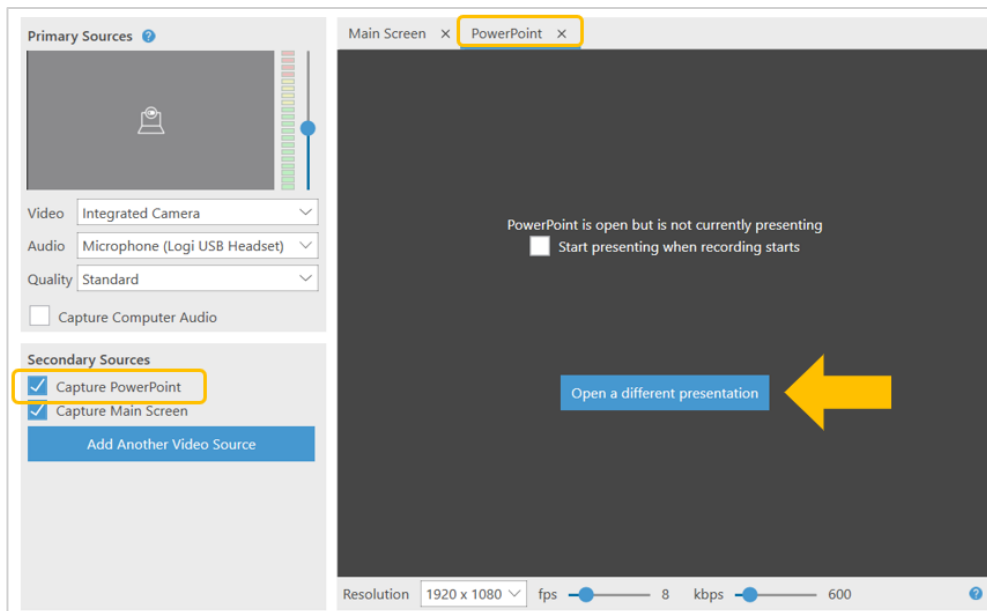 Primary Sources ?
Video Integrated Camera
Audio Microphone (Logi USB Headset)
Quality Standard
Capture Computer Audio
Secondary Sources
Capture PowerPoint
Capture Main Screen
Add Another Video Source
Main Screen × PowerPoint ×
PowerPoint is open but is not currently presenting
Start presenting when recording starts
Open a different presentation
Resolution 1920 x 1080 fps 8 kbps 600 ?